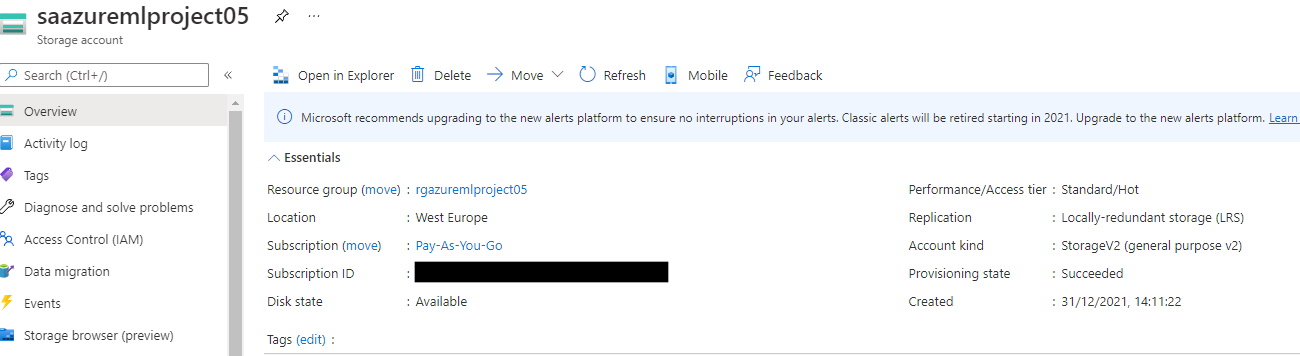 saazuremlproject05 ...
Storage account
Search (Ctrl+/) «
Open in Explorer Delete Move Refresh Mobile Feedback
Overview
Activity log
Tags
Diagnose and solve problems
Access Control (IAM)
Data migration
Events
Storage browser (preview)
Microsoft recommends upgrading to the new alerts platform to ensure no interruptions in your alerts. Classic alerts will be retired starting in 2021. Upgrade to the new alerts platform. Learn
Essentials
Resource group (move) : rgazuremlproject05
Location : West Europe
Subscription (move) : Pay-As-You-Go
Subscription ID :
Disk state : Available
Performance/Access tier : Standard/Hot
Replication : Locally-redundant storage (LRS)
Account kind : StorageV2 (general purpose v2)
Provisioning state : Succeeded
Created : 31/12/2021, 14:11:22
Tags (edit) :